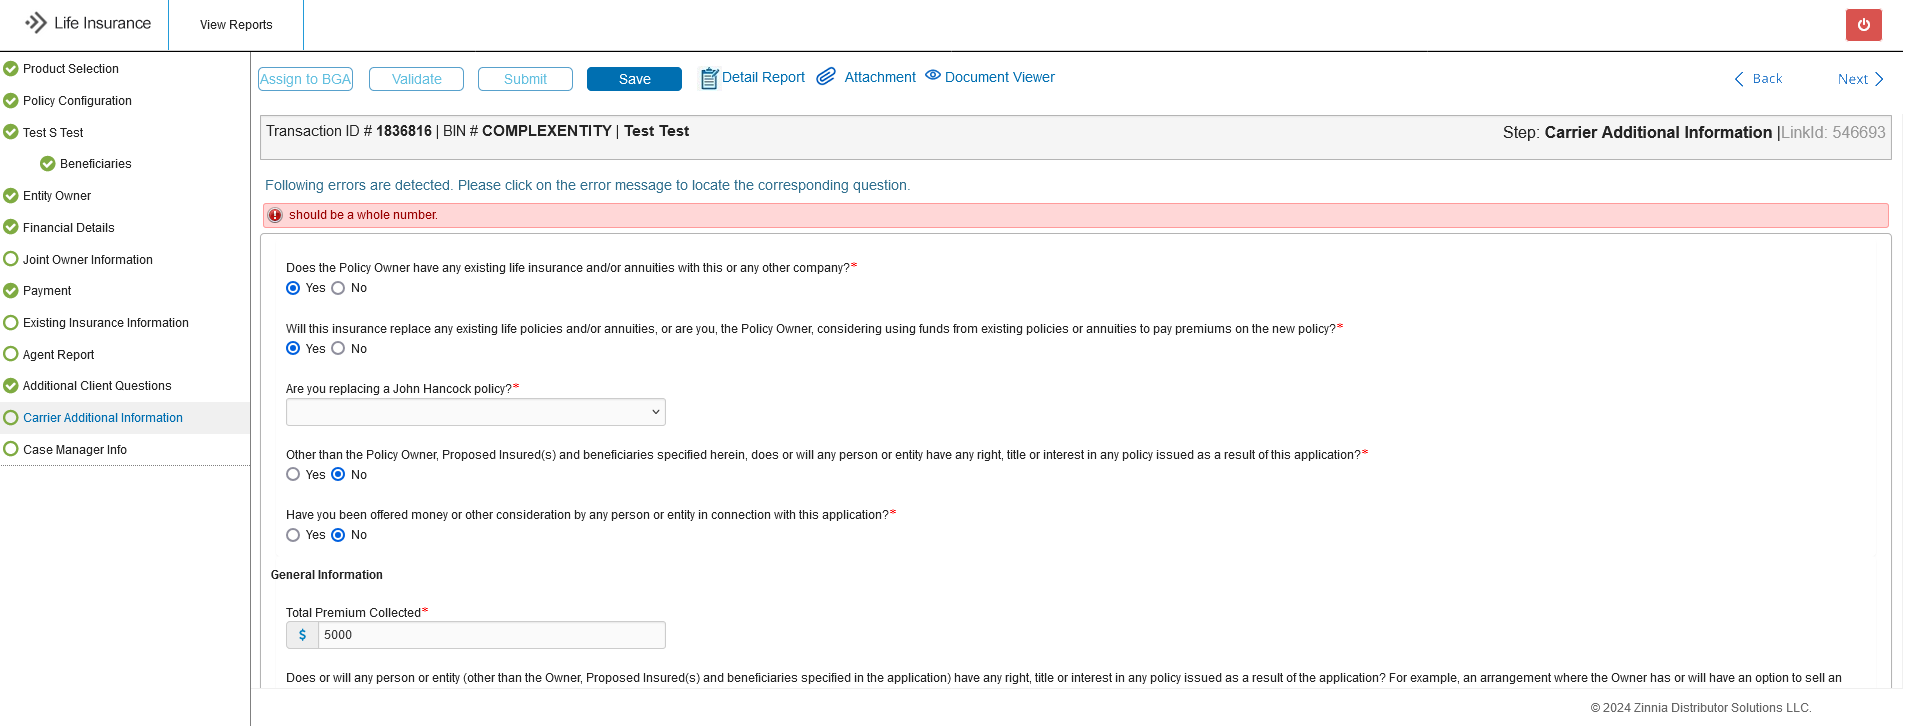 Life Insurance
View Reports
Product Selection
Policy Configuration
Test S Test
Beneficiaries
Entity Owner
Financial Details
Joint Owner Information
Payment
Existing Insurance Information
Agent Report
Additional Client Questions
Carrier Additional Information
Case Manager Info
Assign to BGA
Validate
Submit
Save
Detail Report
Attachment
Document Viewer
Back
Next
Transaction ID # 1836816 | BIN # COMPLEXENTITY | Test Test
Step: Carrier Additional Information |LinkId: 546693
Following errors are detected. Please click on the error message to locate the corresponding question.
should be a whole number.
Does the Policy Owner have any existing life insurance and/or annuities with this or any other company?*
Yes No
Will this insurance replace any existing life policies and/or annuities, or are you, the Policy Owner, considering using funds from existing policies or annuities to pay premiums on the new policy?*
Yes No
Are you replacing a John Hancock policy?*
Other than the Policy Owner, Proposed Insured(s) and beneficiaries specified herein, does or will any person or entity have any right, title or interest in any policy issued as a result of this application?*
Yes No
Have you been offered money or other consideration by any person or entity in connection with this application?*
Yes No
General Information
Total Premium Collected*
$ 5000
Does or will any person or entity (other than the Owner, Proposed Insured(s) and beneficiaries specified in the application) have any right, title or interest in any policy issued as a result of the application? For example, an arrangement where the Owner has or will have an option to sell an
© 2024 Zinnia Distributor Solutions LLC.